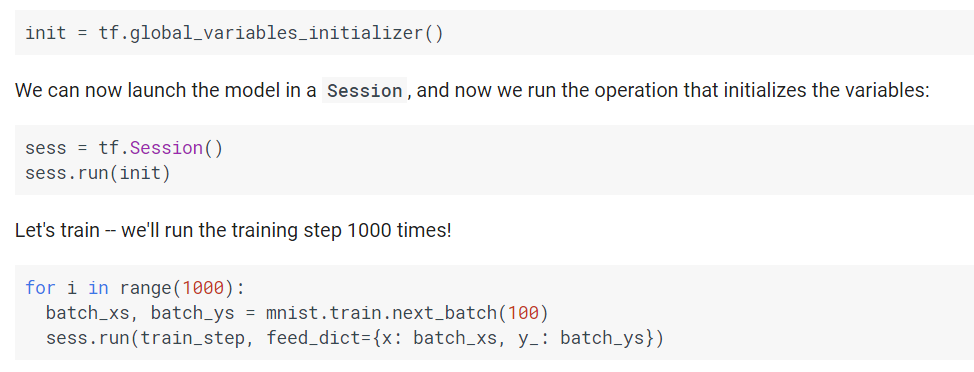 init = tf.global_variables_initializer()
We can now launch the model in a Session, and now we run the operation that initializes the variables:
sess = tf.Session()
sess.run(init)
Let's train -- we'll run the training step 1000 times!
for i in range(1000):
  batch_xs, batch_ys = mnist.train.next_batch(100)
  sess.run(train_step, feed_dict={x: batch_xs, y_: batch_ys})